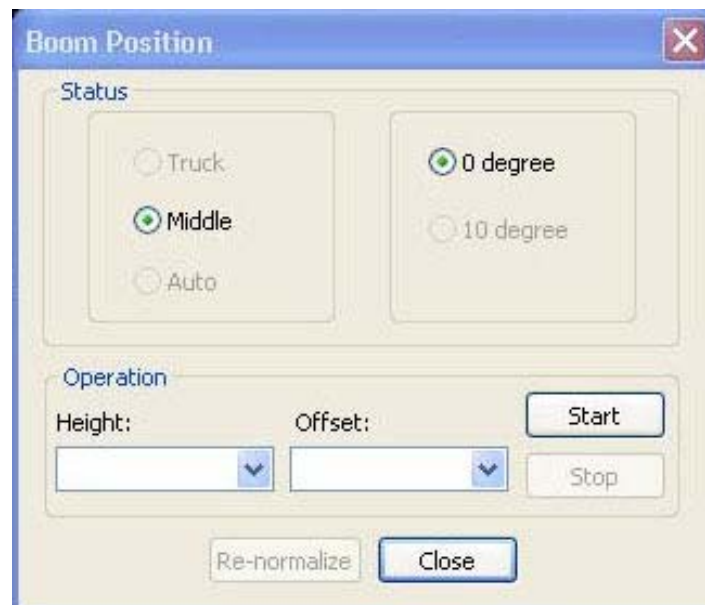 Boom Position
Status
Truck
0 degree
Middle
10 degree
Auto
Operation
Height:
Offset:
Start
Stop
Re-normalize
Close